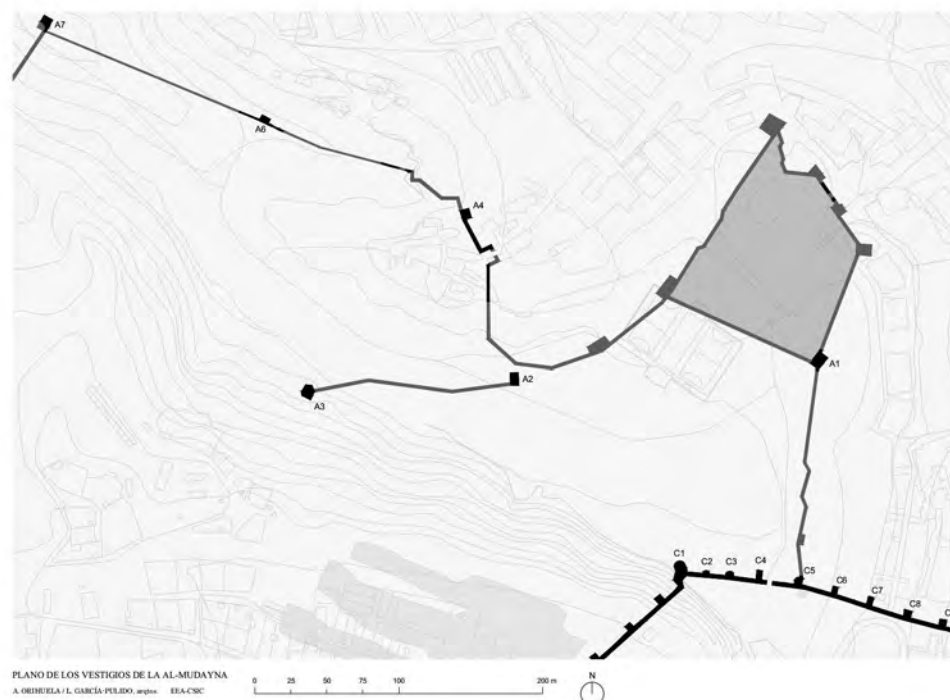 A7
A6
A4
A1
A2
A3
C1
C2
C3
C4
C5
C6
C7
C8
C
PLANO DE LOS VESTIGIOS DE LA AL-MUDAYNA
A. ORIHUELA / L. GARCÍA-PULIDO, arqtos. EEA-CSIC
0 25 50 75 100 200 m
N